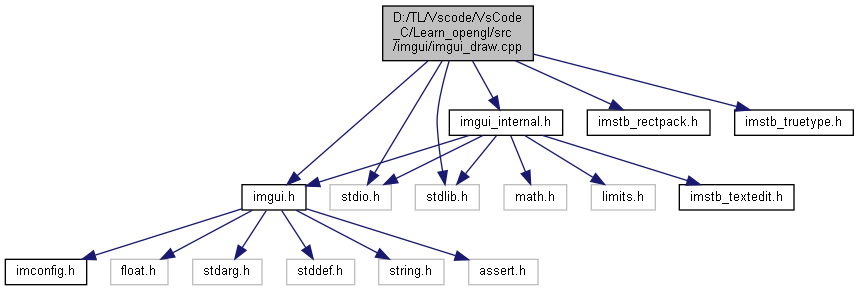 D:/TL/Vscode/VsCode
_C/Learn_opengl/src
/imgui/imgui_draw.cpp
imgui_internal.h
imstb_rectpack.h
imstb_truetype.h
imgui.h
stdio.h
stdlib.h
math.h
limits.h
imstb_textedit.h
imconfig.h
float.h
stdarg.h
stddef.h
string.h
assert.h